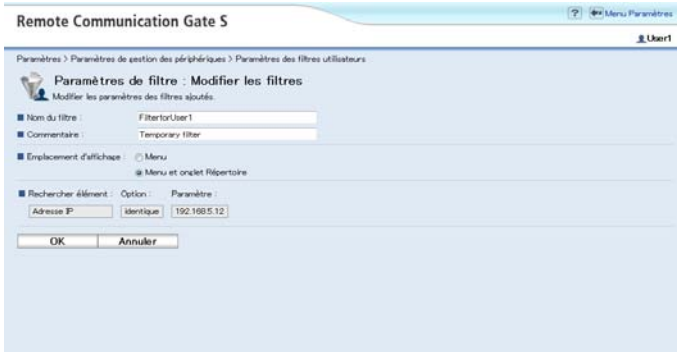 Remote Communication Gate S
? Menu Paramètres
User1
Paramètres > Paramètres de gestion des périphériques > Paramètres des filtres utilisateurs
Paramètres de filtre : Modifier les filtres
Modifier les paramètres des filtres ajoutés.
Nom du filtre : FilterforUser1
Commentaire : Temporary filter
Emplacement d'affichage : Menu
Menu et onglet Répertoire
Rechercher élément : Option : Paramètre :
Adresse IP identique 192.168.5.12
OK Annuler